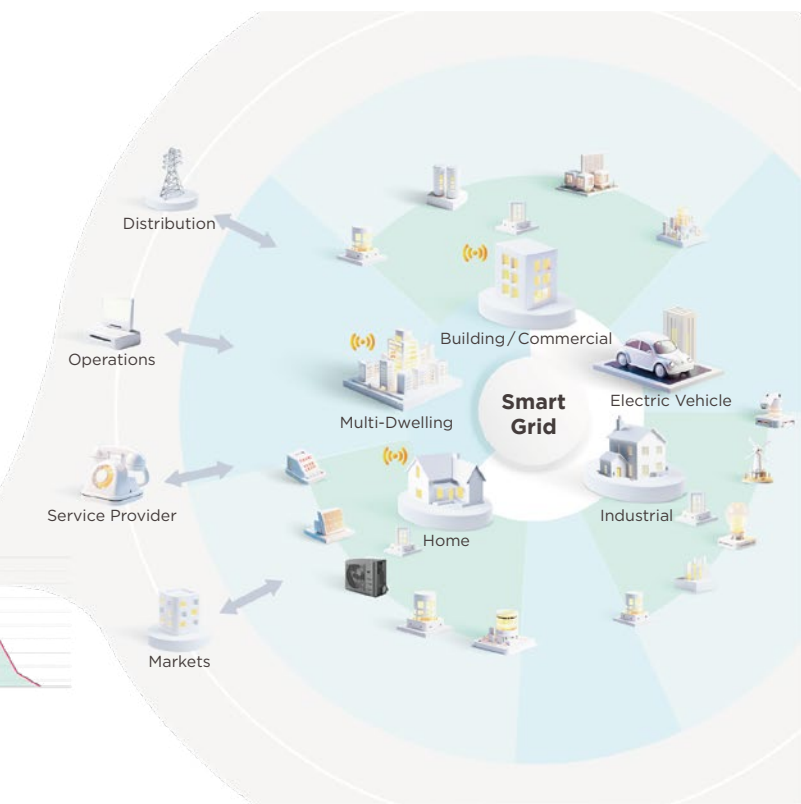 Distribution
Building / Commercial
Operations
Electric Vehicle
Smart
Grid
Multi-Dwelling
Service Provider
Industrial
Home
Markets